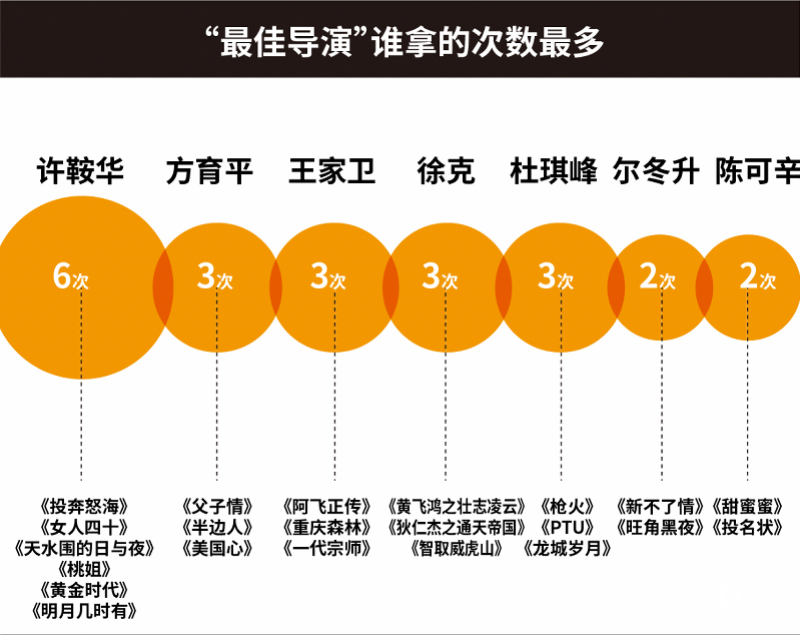 “最佳导演”谁拿的次数最多
许鞍华 方育平 王家卫 徐克 杜琪峰 尔冬升 陈可辛
6次 3次 3次 3次 3次 2次 2次
《投奔怒海》 《父子情》 《阿飞正传》 《黄飞鸿之壮志凌云》 《枪火》 《新不了情》 《甜蜜蜜》
《女人四十》 《半边人》 《重庆森林》 《狄仁杰之通天帝国》 《PTU》 《旺角黑夜》 《投名状》
《天水围的日与夜》 《美国心》 《一代宗师》 《智取威虎山》 《龙城岁月》
《桃姐》
《黄金时代》
《明月几时有》